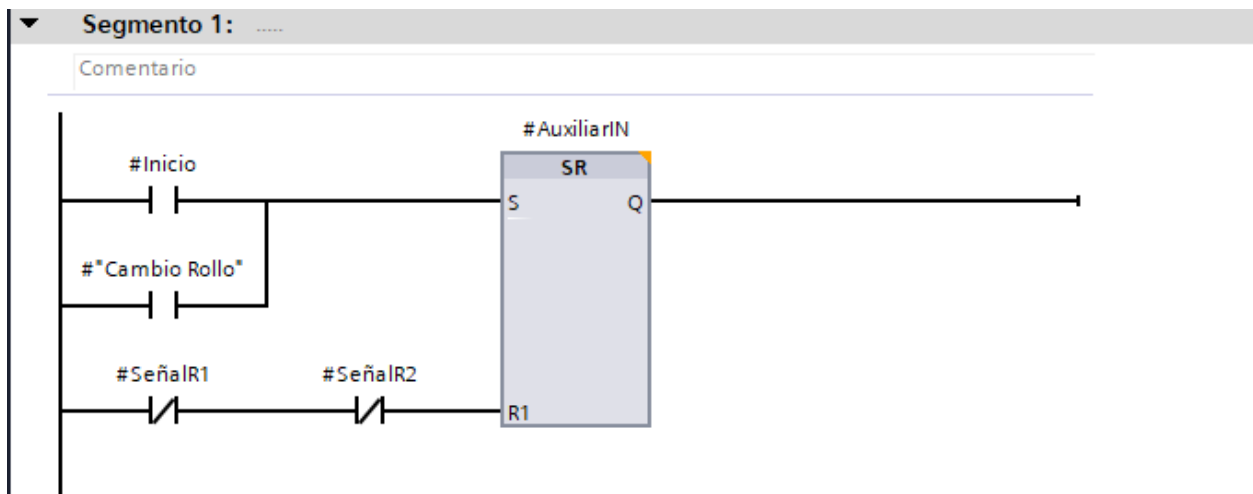 Segmento 1: .....
Comentario
#AuxiliarIN
#Inicio
SR
S Q
#"Cambio Rollo"
#SeñalR1 #SeñalR2
R1